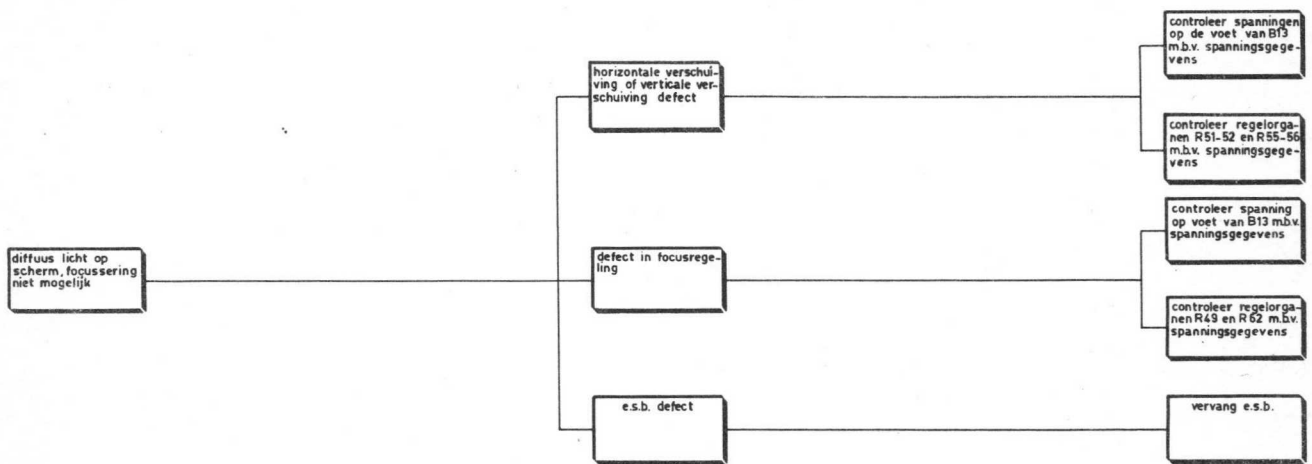 diffuus licht op
scherm, focussering
niet mogelijk
horizontale verschui-
ving of verticale ver-
schuiving defect
controleer spanningen
op de voet van B13
m.b.v. spanningsgege-
vens
controleer regelorga-
nen R51-52 en R55-56
m.b.v. spanningsgege-
vens
defect in focusrege-
ling
controleer spanning
op voet van B13 m.b.v.
spanningsgegevens
controleer regelorga-
nen R49 en R62 m.b.v.
spanningsgegevens
e.s.b. defect
vervang e.s.b.